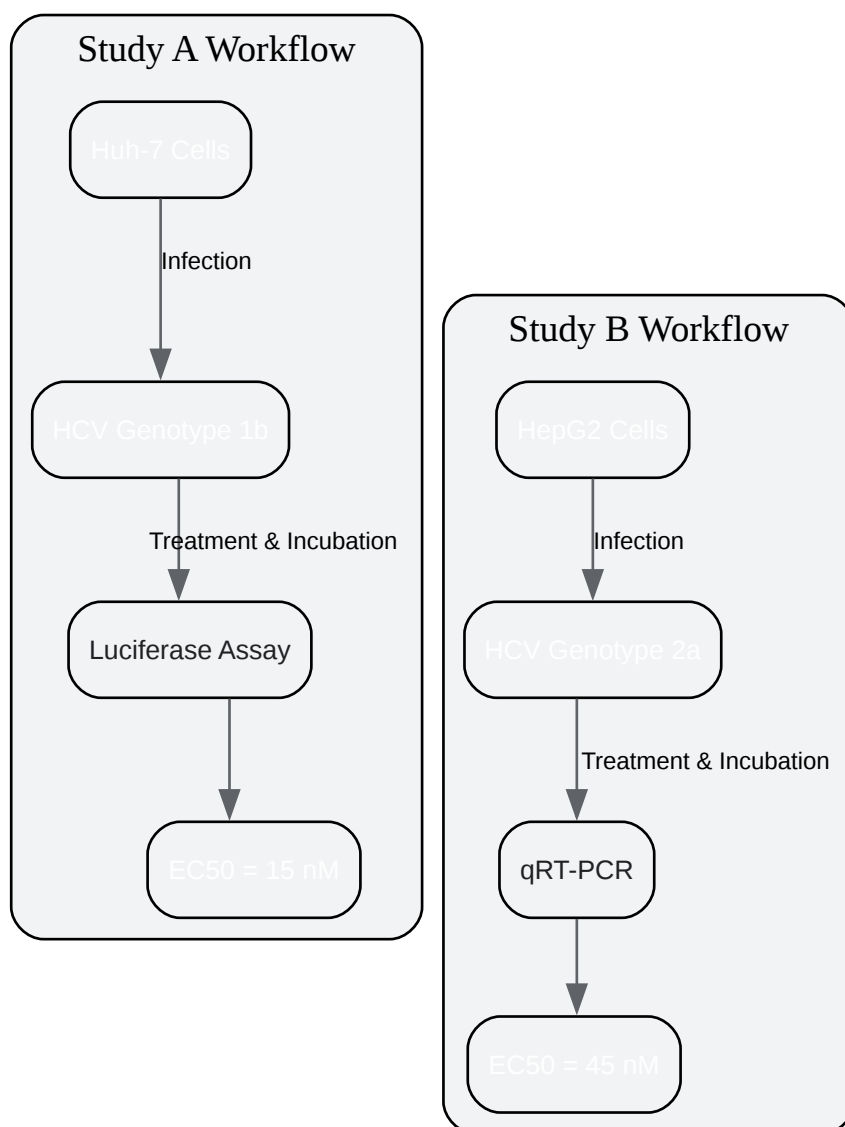 Study A Workflow
Huh-7 Cells
Infection
HCV Genotype 1b
Treatment & Incubation
Luciferase Assay
EC50 = 15 nM
Study B Workflow
HepG2 Cells
Infection
HCV Genotype 2a
Treatment & Incubation
qRT-PCR
EC50 = 45 nM